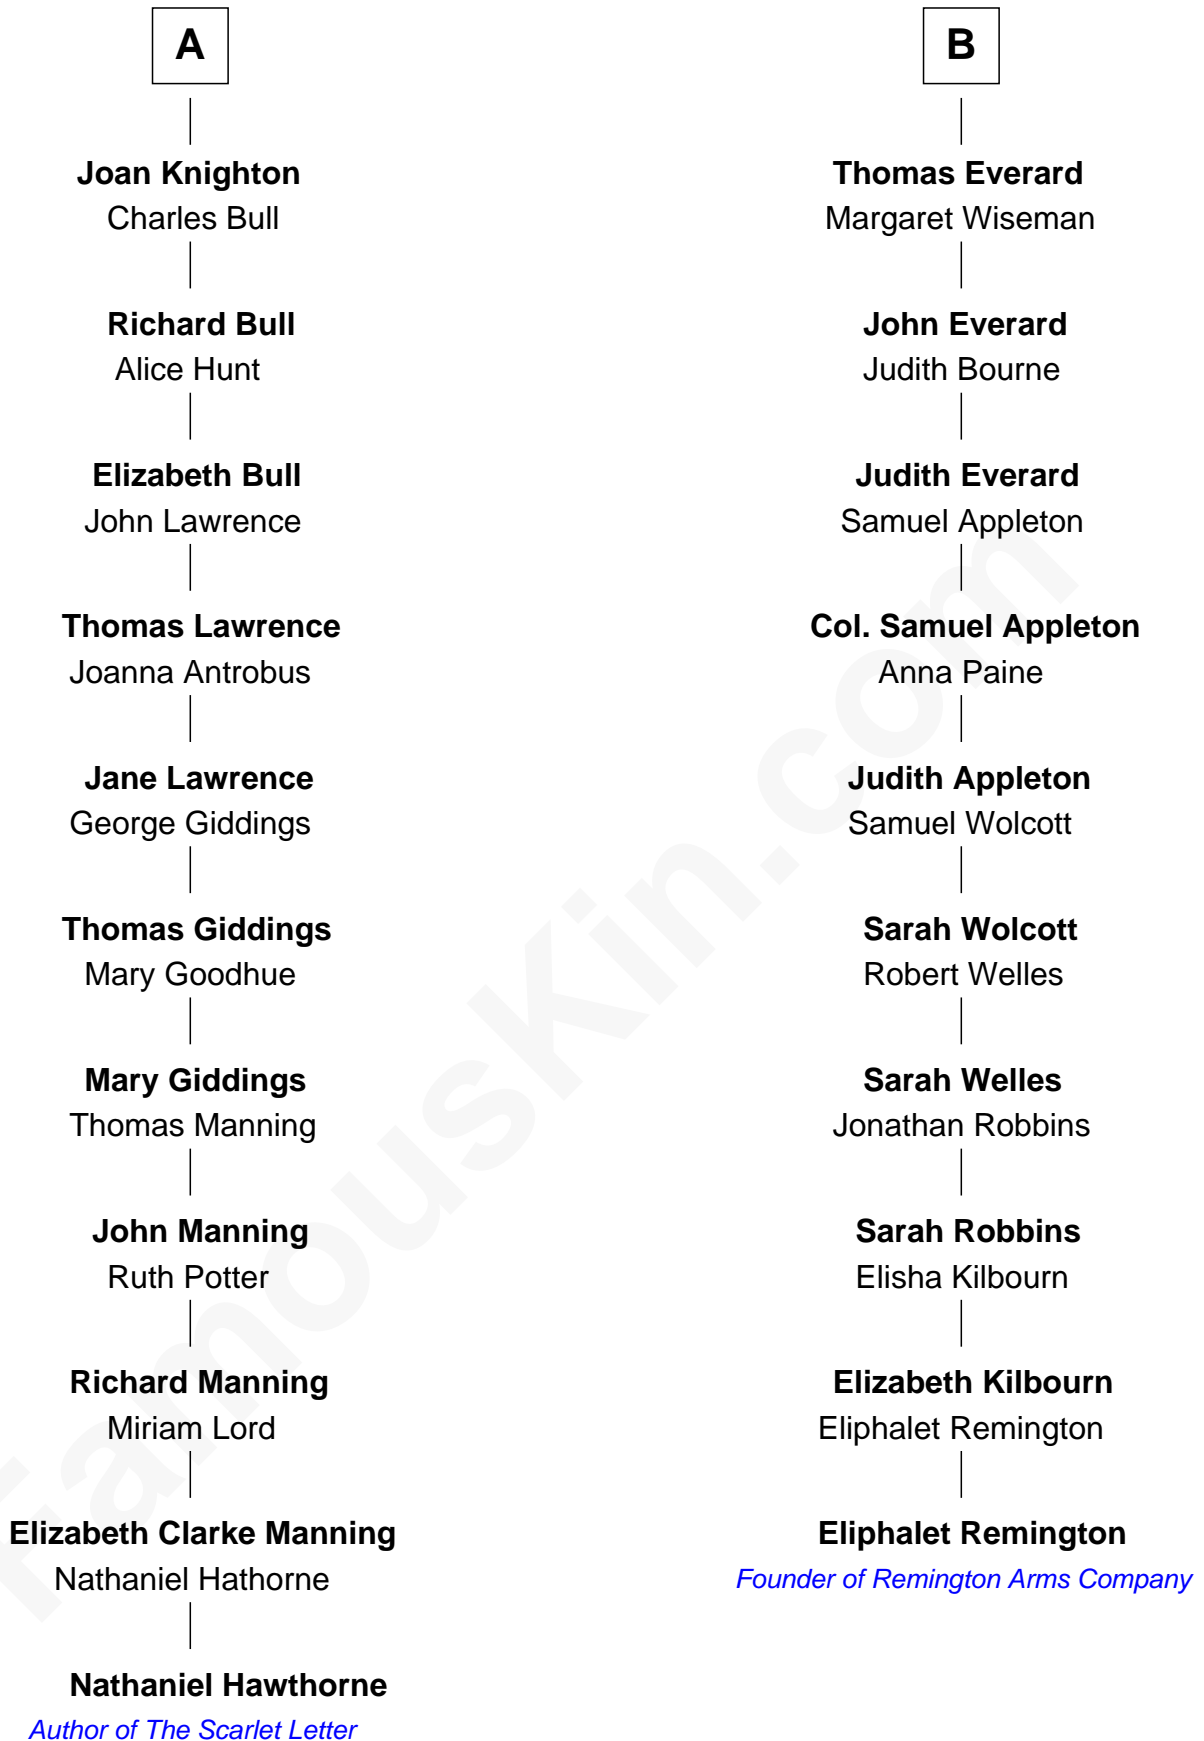 A
Joan Knighton
Charles Bull
Richard Bull
Alice Hunt
Elizabeth Bull
John Lawrence
Thomas Lawrence
Joanna Antrobus
Jane Lawrence
George Giddings
Thomas Giddings
Mary Goodhue
Mary Giddings
Thomas Manning
John Manning
Ruth Potter
Richard Manning
Miriam Lord
Elizabeth Clarke Manning
Nathaniel Hathorne
Nathaniel Hawthorne
Author of The Scarlet Letter
B
Thomas Everard
Margaret Wiseman
John Everard
Judith Bourne
Judith Everard
Samuel Appleton
Col. Samuel Appleton
Anna Paine
Judith Appleton
Samuel Wolcott
Sarah Wolcott
Robert Welles
Sarah Welles
Jonathan Robbins
Sarah Robbins
Elisha Kilbourn
Elizabeth Kilbourn
Eliphalet Remington
Eliphalet Remington
Founder of Remington Arms Company
famouskin.com